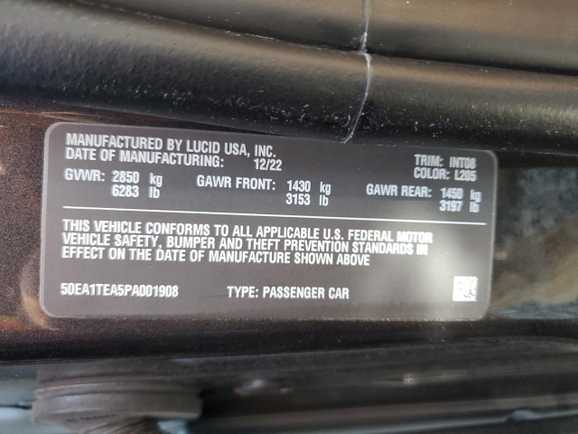 MANUFACTURED BY LUCID USA, INC.
DATE OF MANUFACTURING: 12/22
TRIM: INT08
COLOR: L205
GVWR: 2850 kg GAWR FRONT: 1430 kg GAWR REAR: 1450 kg
6283 lb 3153 lb 3197 lb
THIS VEHICLE CONFORMS TO ALL APPLICABLE U.S. FEDERAL MOTOR
VEHICLE SAFETY, BUMPER AND THEFT PREVENTION STANDARDS IN
EFFECT ON THE DATE OF MANUFACTURE SHOWN ABOVE
50EA1TEA5PA001908 TYPE: PASSENGER CAR